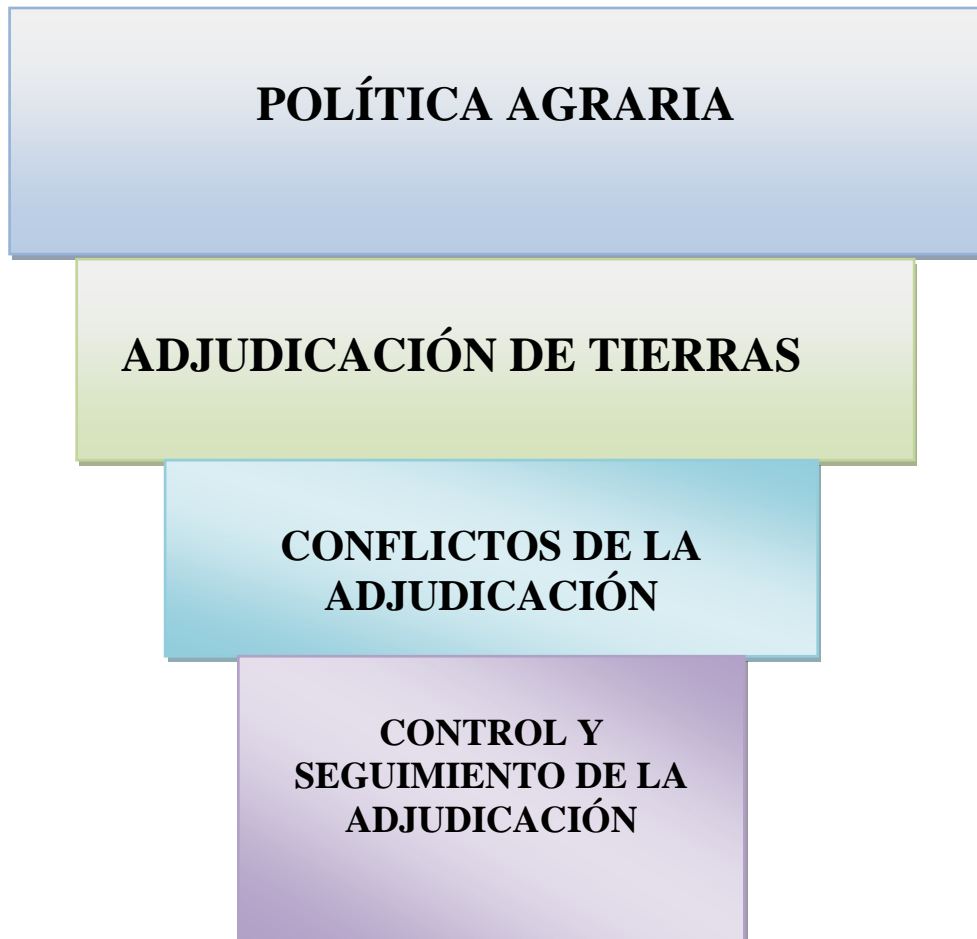 POLÍTICA AGRARIA
ADJUDICACIÓN DE TIERRAS
CONFLICTOS DE LA
ADJUDICACIÓN
CONTROL Y
SEGUIMIENTO DE LA
ADJUDICACIÓN